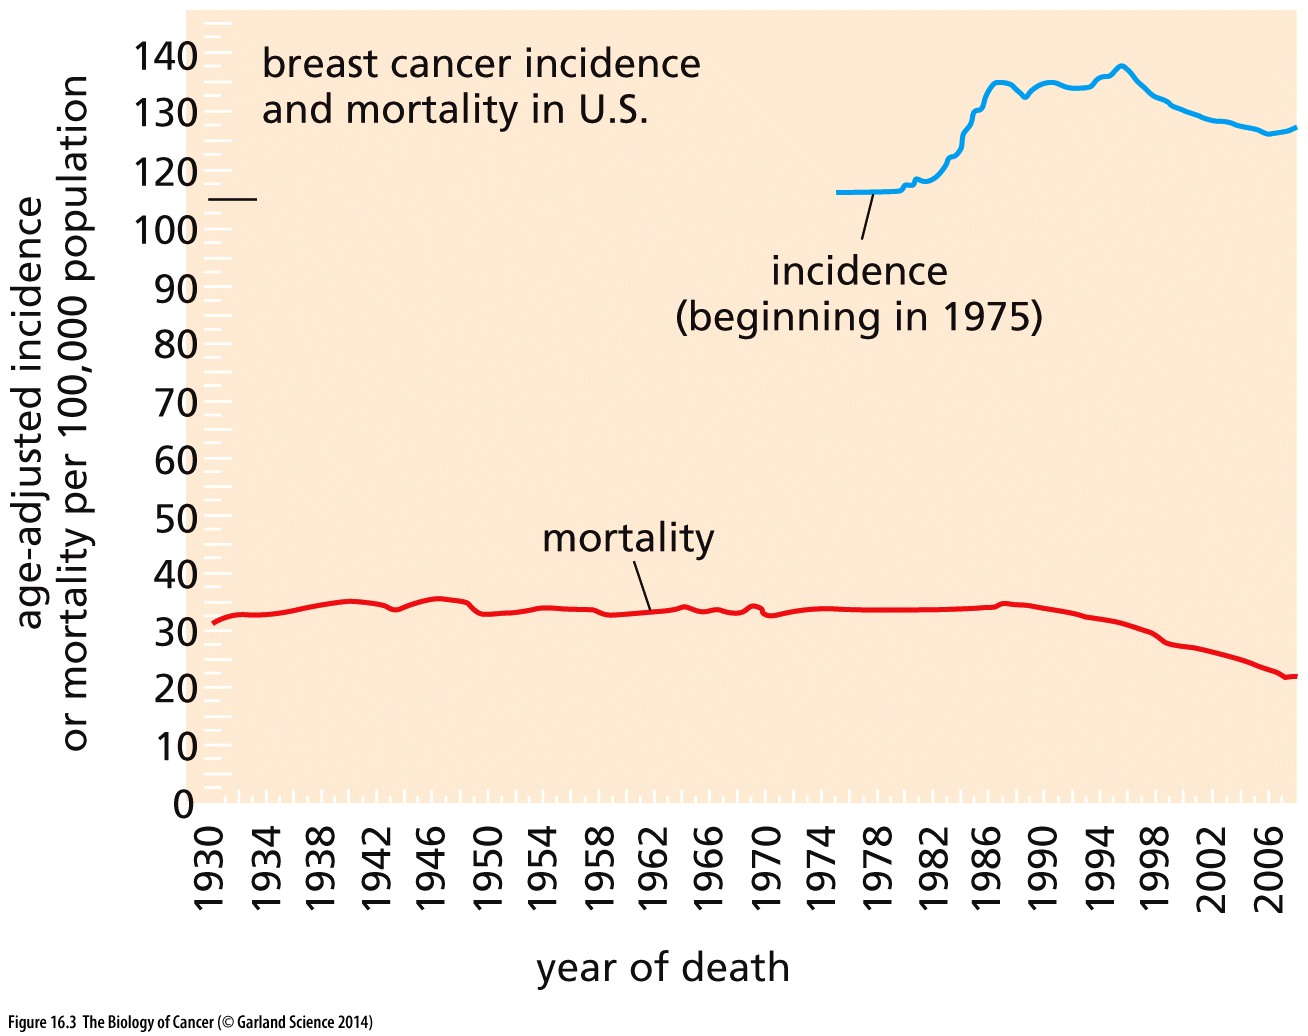 breast cancer incidence
and mortality in U.S.
age-adjusted incidence
or mortality per 100,000 population
140
130
120
100
90
80
70
60
50
40
30
20
10
0
incidence
(beginning in 1975)
mortality
1930 1934 1938 1942 1946 1950 1954 1958 1962 1966 1970 1974 1978 1982 1986 1990 1994 1998 2002 2006
year of death
Figure 16.3 The Biology of Cancer (© Garland Science 2014)